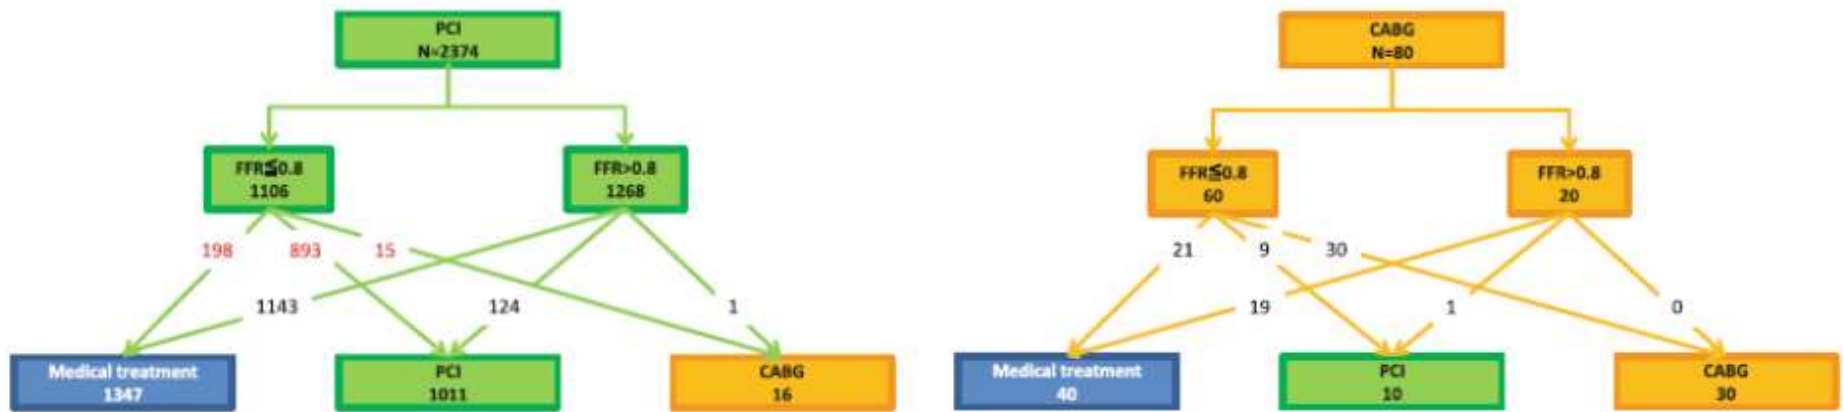 PCI
N=2374
CABG
N=80
FFR≦0.8
1106
FFR>0.8
1268
FFR≦0.8
60
FFR>0.8
20
198 893 15
21 9 30
1143 124 1
19 1 0
Medical treatment
1347
PCI
1011
CABG
16
Medical treatment
40
PCI
10
CABG
30